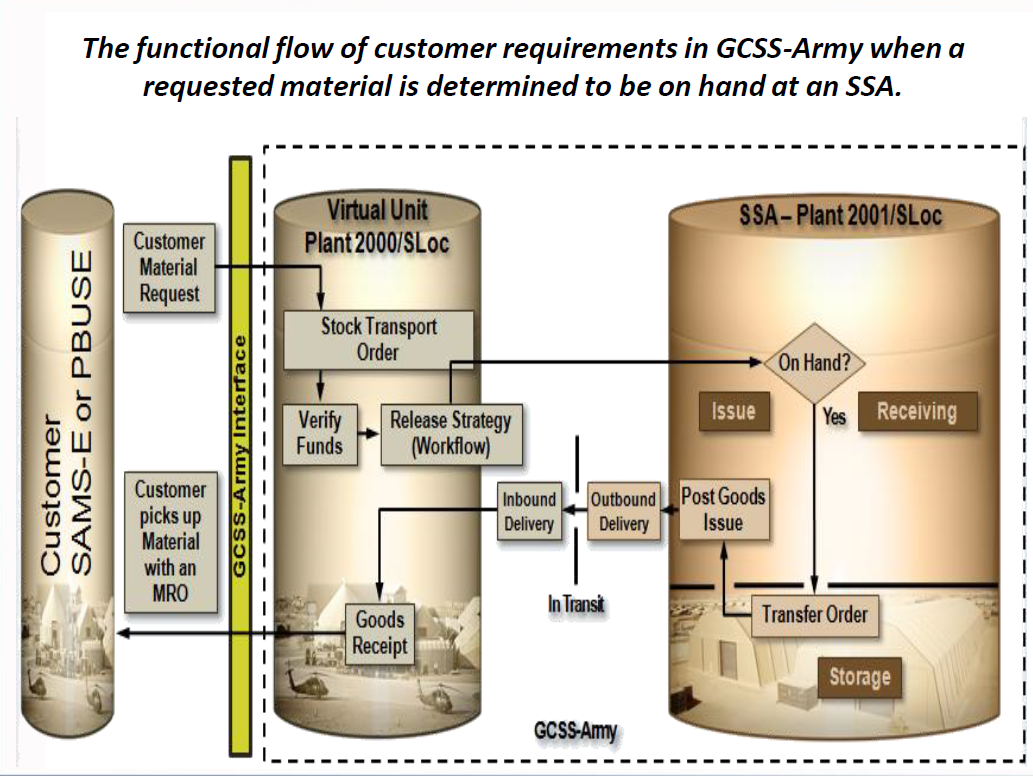 The functional flow of customer requirements in GCSS-Army when a
requested material is determined to be on hand at an SSA.
Customer
SAMS-E or PBUSE
Customer
Material
Request
Customer
picks up
Material
with an
MRO
GCSS-Army Interface
Virtual Unit
Plant 2000/SLoc
Stock Transport
Order
Verify
Funds
Release Strategy
(Workflow)
Inbound
Delivery
Outbound
Delivery
In Transit
Goods
Receipt
SSA – Plant 2001/SLoc
On Hand?
Issue
Yes
Receiving
Post Goods
Issue
Transfer Order
Storage
GCSS-Army